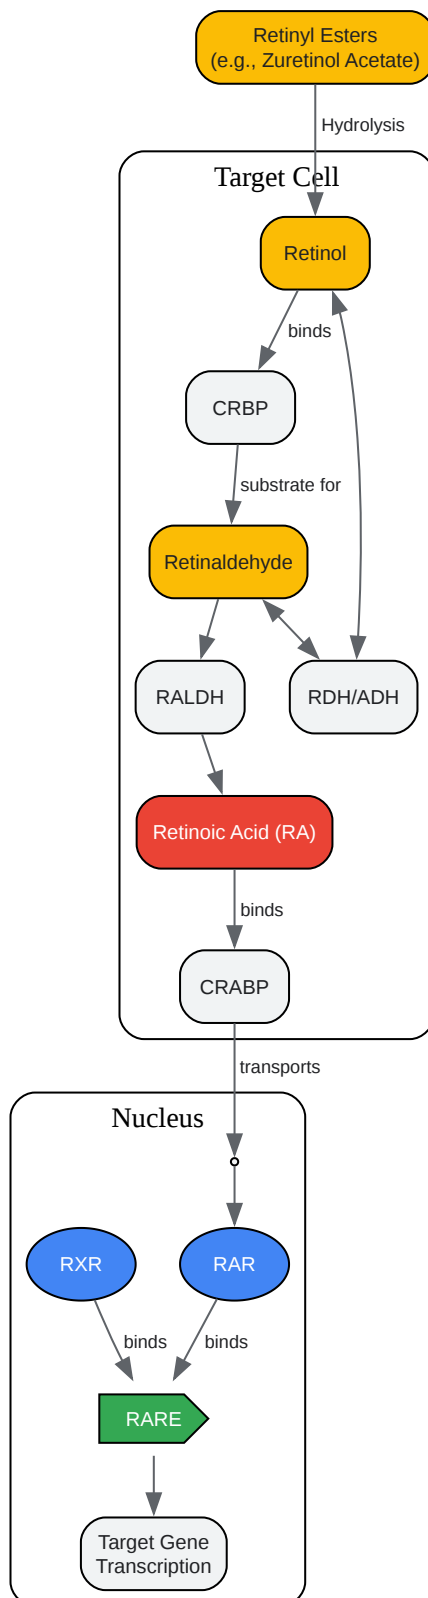 Retinyl Esters
(e.g., Zuretinol Acetate)
Hydrolysis
Target Cell
Retinol
binds
CRBP
substrate for
Retinaldehyde
RALDH
RDH/ADH
Retinoic Acid (RA)
binds
CRABP
transports
Nucleus
RXR
RAR
binds
binds
RARE
Target Gene
Transcription